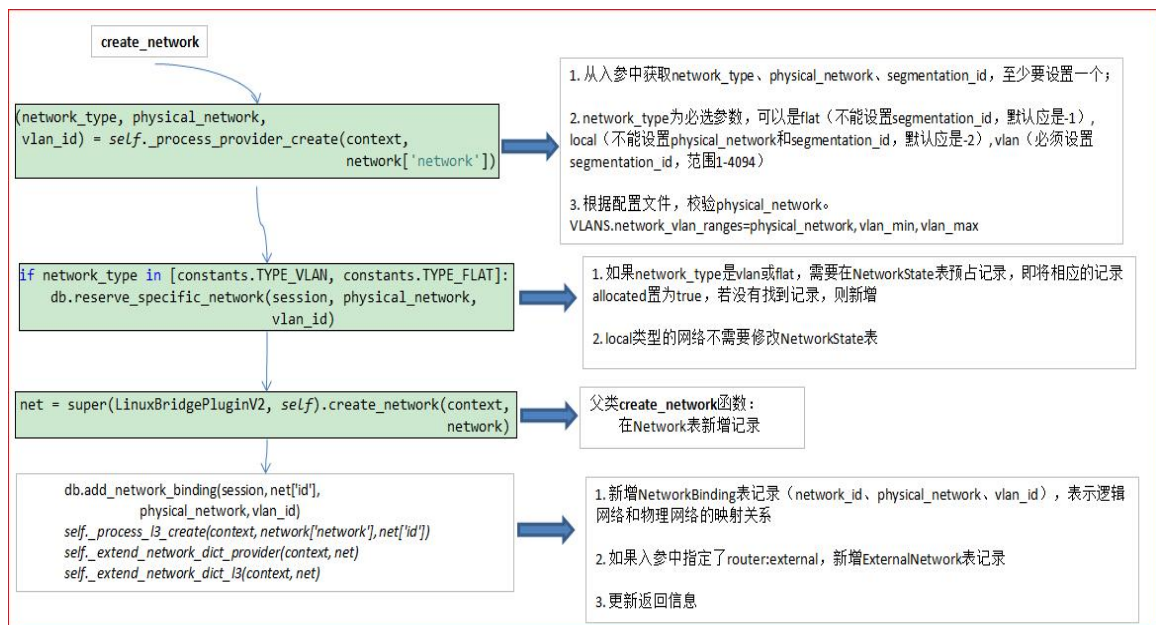 create_network
(network_type, physical_network,
vlan_id) = self._process_provider_create(context,
network['network'])
1. 从入参中获取network_type、physical_network、segmentation_id，至少要设置一个；
2. network_type为必选参数，可以是flat（不能设置segmentation_id，默认应是-1），
local（不能设置physical_network和segmentation_id，默认应是-2），vlan（必须设置
segmentation_id，范围1-4094）
3. 根据配置文件，校验physical_network。
VLANS.network_vlan_ranges=physical_network, vlan_min, vlan_max
if network_type in [constants.TYPE_VLAN, constants.TYPE_FLAT]:
db.reserve_specific_network(session, physical_network,
vlan_id)
1. 如果network_type是vlan或flat，需要在NetworkState表预占记录，即将相应的记录
allocated置为true，若没有找到记录，则新增
2. local类型的网络不需要修改NetworkState表
net = super(LinuxBridgePluginV2, self).create_network(context,
network)
父类create_network函数：
在Network表新增记录
db.add_network_binding(session, net['id'],
physical_network, vlan_id)
self._process_l3_create(context, network['network'], net['id'])
self._extend_network_dict_provider(context, net)
self._extend_network_dict_l3(context, net)
1. 新增NetworkBinding表记录（network_id、physical_network、vlan_id），表示逻辑
网络和物理网络的映射关系
2. 如果入参中指定了router:external，新增ExternalNetwork表记录
3. 更新返回信息